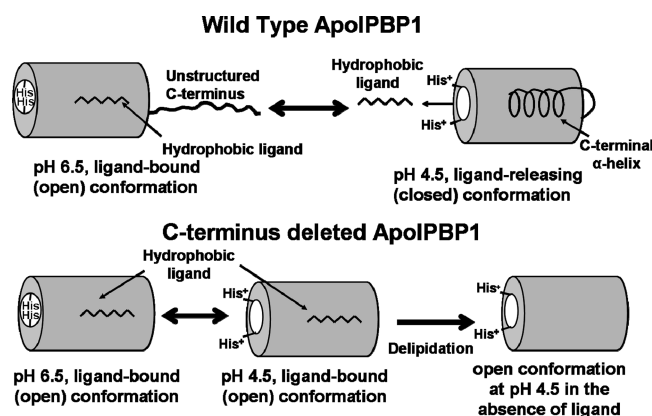 Wild Type ApolPBP1
His
His
Unstructured
C-terminus
Hydrophobic ligand
pH 6.5, ligand-bound
(open) conformation
Hydrophobic
ligand
His⁺
His⁺
C-terminal
α-helix
pH 4.5, ligand-releasing
(closed) conformation
C-terminus deleted ApolPBP1
Hydrophobic
ligand
His
His
pH 6.5, ligand-bound
(open) conformation
His⁺
His⁺
pH 4.5, ligand-bound
(open) conformation
Delipidation
His⁺
His⁺
open conformation
at pH 4.5 in the
absence of ligand